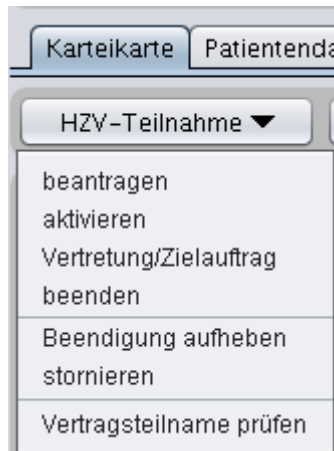 Karteikarte Patientenda
HZV-Teilnahme
beantragen
aktivieren
Vertretung/Zielauftrag
beenden
Beendigung aufheben
stornieren
Vertragsteilname prüfen